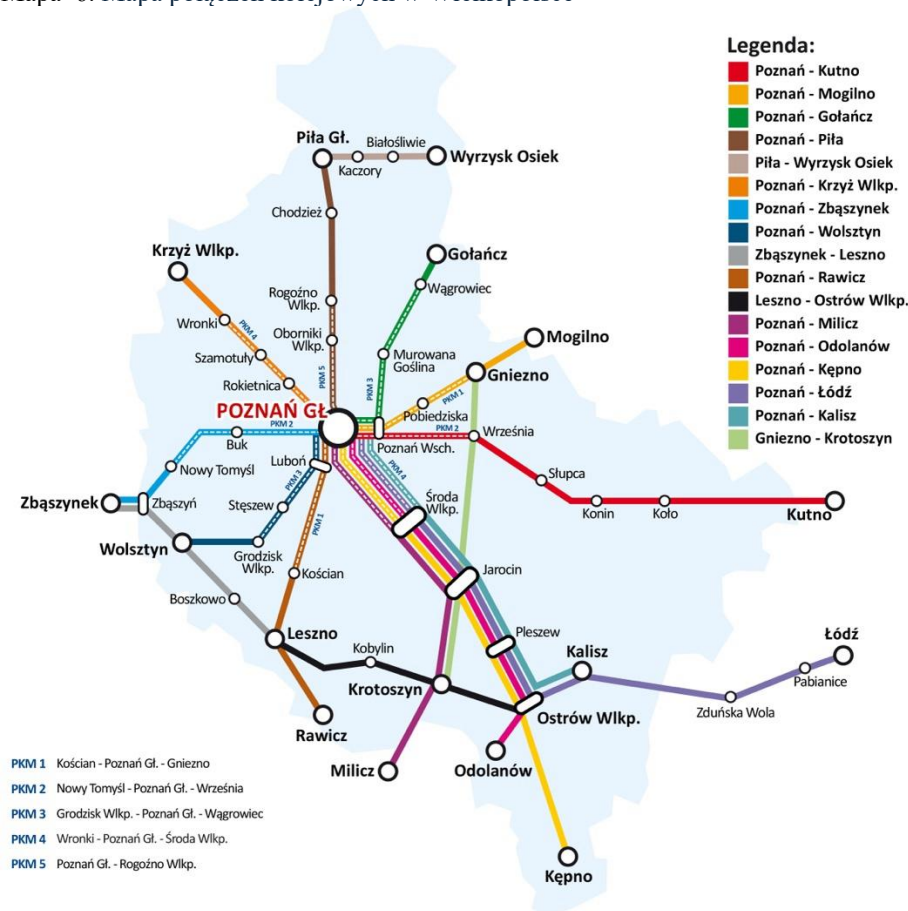 Mapa 6. Mapa połączeń kolejowych w Wielkopolsce
Legenda:
Poznań - Kutno
Poznań - Mogilno
Poznań - Gołańcz
Poznań - Piła
Piła - Wyrzysk Osiek
Poznań - Krzyż Wlkp.
Poznań - Zbąszynek
Poznań - Wolsztyn
Zbąszynek - Leszno
Poznań - Rawicz
Leszno - Ostrów Wlkp.
Poznań - Milicz
Poznań - Odolanów
Poznań - Kępno
Poznań - Łódź
Poznań - Kalisz
Gniezno - Krotoszyn
Piła Gł.
Białośliwie
Kaczory
Wyrzysk Osiek
Chodzież
Krzyż Wlkp.
Gołańcz
Wągrowiec
Rogoźno
Wlkp.
Wronki
PKM 4
Oborniki
Wlkp.
Mogilno
Szamotuły
Murowana
Goślina
Gniezno
Rokietnica
PKM 5
PKM 3
PKM 1
Pobiedziska
POZNAŃ GŁ.
PKM 2
PKM 2
Września
Buk
Poznań Wsch.
Luboń
Nowy Tomyśl
PKM 3
PKM 4
Słupca
Zbąszynek
Zbąszyń
Stęszew
Środa
Wlkp.
PKM 1
Konin
Koło
Kutno
Wolsztyn
Grodzisk
Wlkp.
Kościan
Jarocin
Boszkowo
Leszno
Kobylin
Pleszew
Kalisz
Łódź
Pabianice
Krotoszyn
Zduńska Wola
Ostrów Wlkp.
Rawicz
Milicz
Odolanów
Kępno
PKM 1 Kościan - Poznań Gł. - Gniezno
PKM 2 Nowy Tomyśl - Poznań Gł. - Września
PKM 3 Grodzisk Wlkp. - Poznań Gł. - Wągrowiec
PKM 4 Wronki - Poznań Gł. - Środa Wlkp.
PKM 5 Poznań Gł. - Rogoźno Wlkp.